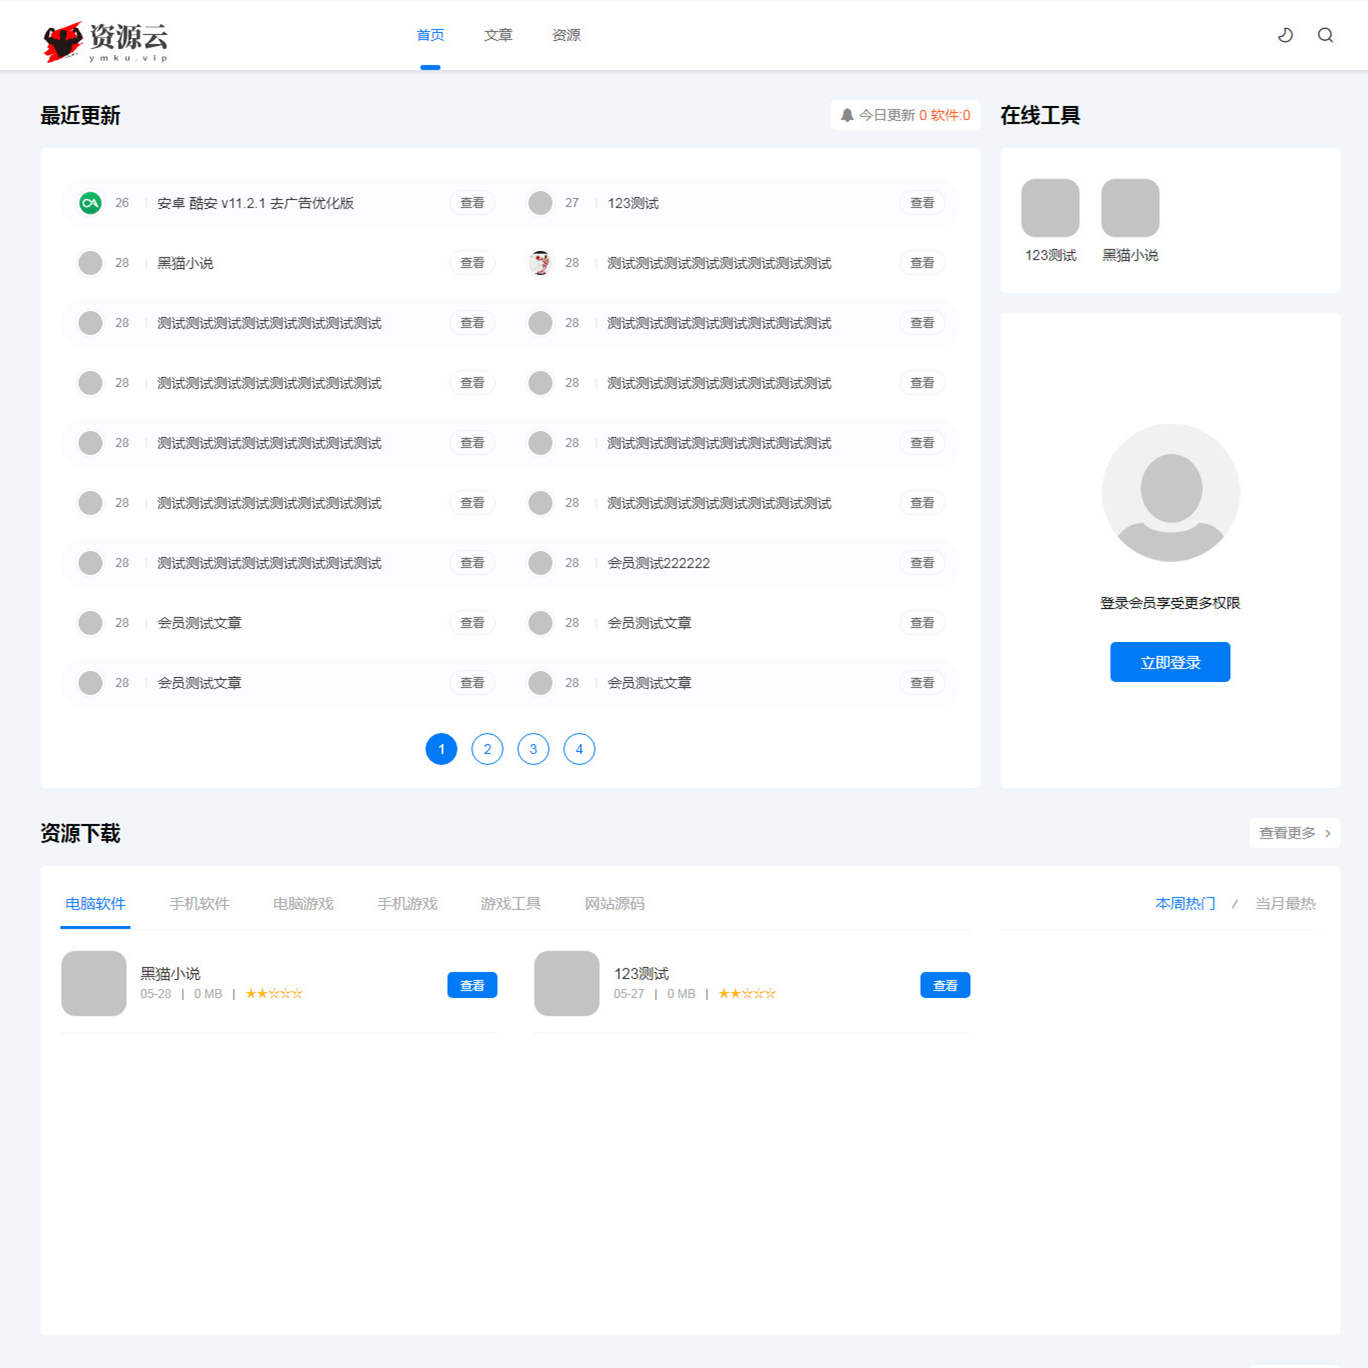 资源云
ymku.vip
首页 文章 资源
最近更新
今日更新 0 软件:0
在线工具
26 安卓 酷安 v11.2.1 去广告优化版 查看
27 123测试 查看
28 黑猫小说 查看
28 测试测试测试测试测试测试测试测试 查看
28 测试测试测试测试测试测试测试测试 查看
28 测试测试测试测试测试测试测试测试 查看
28 测试测试测试测试测试测试测试测试 查看
28 测试测试测试测试测试测试测试测试 查看
28 测试测试测试测试测试测试测试测试 查看
28 测试测试测试测试测试测试测试测试 查看
28 测试测试测试测试测试测试测试测试 查看
28 测试测试测试测试测试测试测试测试 查看
28 测试测试测试测试测试测试测试测试 查看
28 会员测试222222 查看
28 会员测试文章 查看
28 会员测试文章 查看
28 会员测试文章 查看
28 会员测试文章 查看
1 2 3 4
123测试 黑猫小说
登录会员享受更多权限
立即登录
资源下载
查看更多 >
电脑软件 手机软件 电脑游戏 手机游戏 游戏工具 网站源码
本周热门 / 当月最热
黑猫小说
05-28 | 0 MB | ★★☆☆☆
查看
123测试
05-27 | 0 MB | ★★☆☆☆
查看